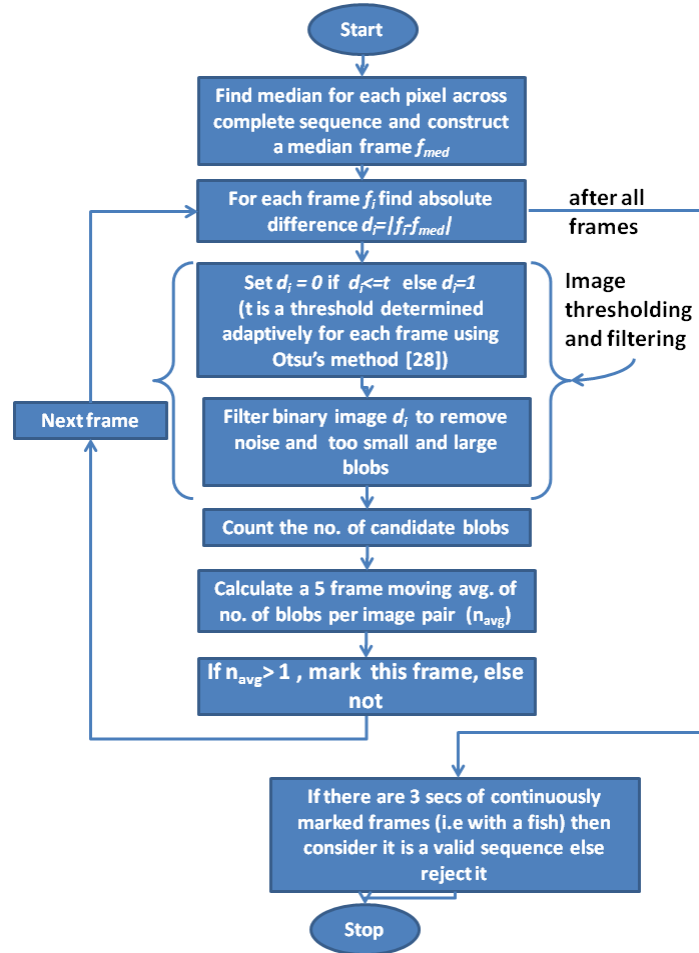 Start
Find median for each pixel across
complete sequence and construct
a median frame fmed
For each frame fi find absolute
difference di=|fi-fmed|
after all
frames
Set di = 0 if di<=t else di=1
(t is a threshold determined
adaptively for each frame using
Otsu's method [28])
Image
thresholding
and filtering
Next frame
Filter binary image di to remove
noise and too small and large
blobs
Count the no. of candidate blobs
Calculate a 5 frame moving avg. of
no. of blobs per image pair (navg)
If navg> 1 , mark this frame, else
not
If there are 3 secs of continuously
marked frames (i.e with a fish) then
consider it is a valid sequence else
reject it
Stop